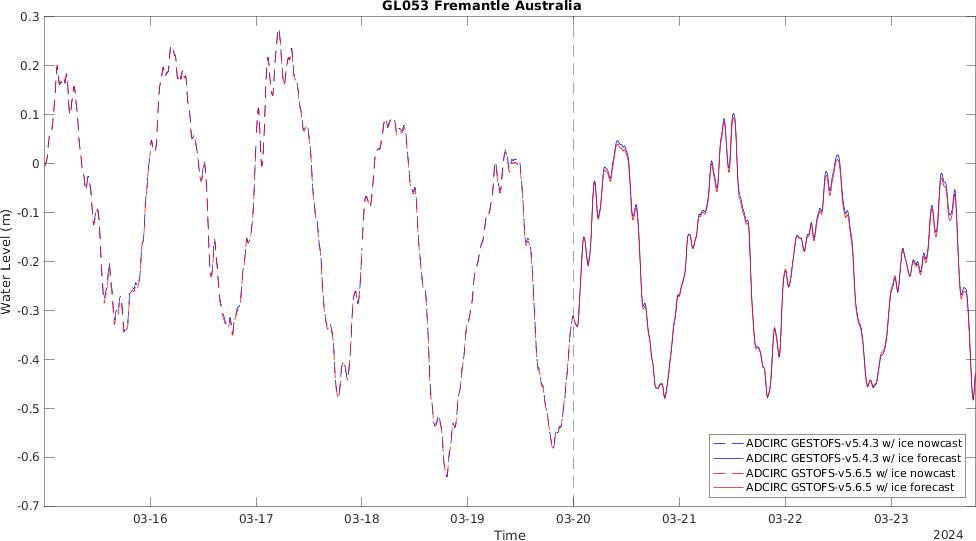 GL053 Fremantle Australia
0.3
0.2
0.1
0
-0.1
-0.2
-0.3
-0.4
-0.5
-0.6
-0.7
Water Level (m)
ADCIRC GESTOFS-v5.4.3 w/ ice nowcast
ADCIRC GESTOFS-v5.4.3 w/ ice forecast
ADCIRC GSTOFS-v5.6.5 w/ ice nowcast
ADCIRC GSTOFS-v5.6.5 w/ ice forecast
03-16 03-17 03-18 03-19 03-20 03-21 03-22 03-23
Time
2024